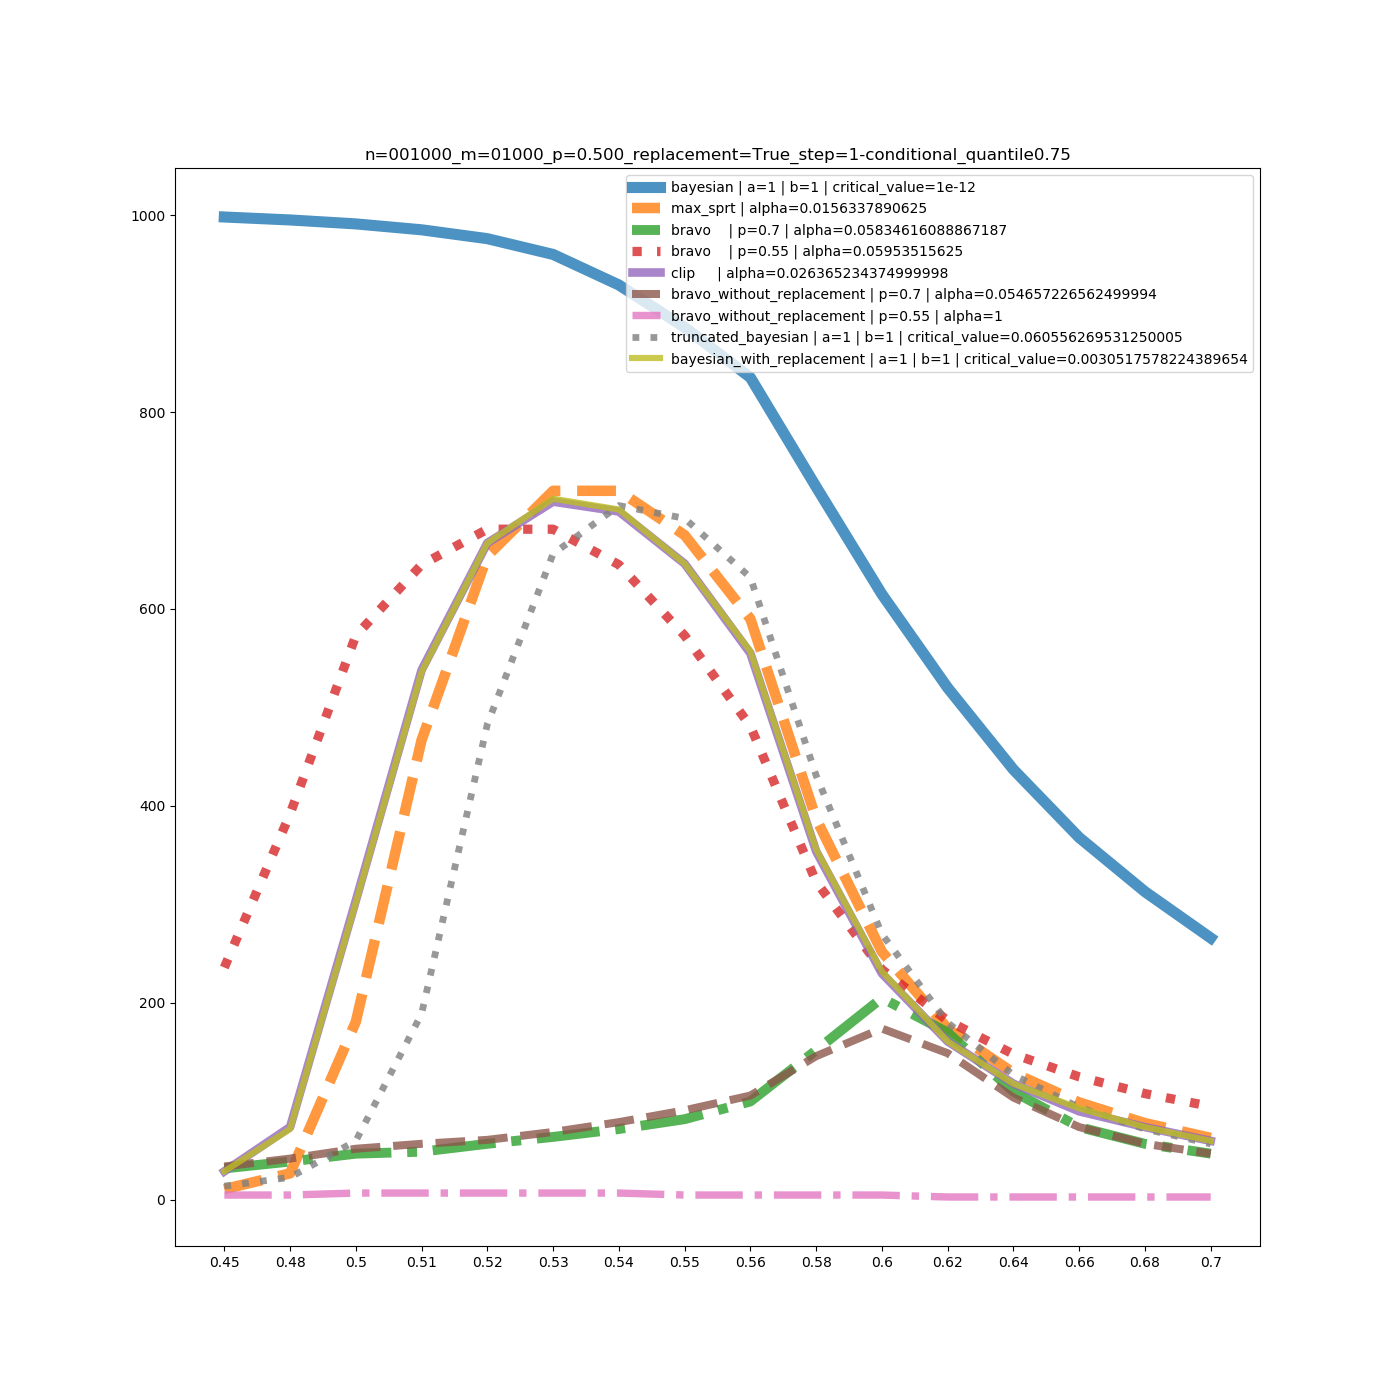 n=001000_m=01000_p=0.500_replacement=True_step=1-conditional_quantile0.75
bayesian | a=1 | b=1 | critical_value=1e-12
max_sprt | alpha=0.0156337890625
bravo    | p=0.7 | alpha=0.05834616088867187
bravo    | p=0.55 | alpha=0.05953515625
clip     | alpha=0.026365234374999998
bravo_without_replacement | p=0.7 | alpha=0.054657226562499994
bravo_without_replacement | p=0.55 | alpha=1
truncated_bayesian | a=1 | b=1 | critical_value=0.060556269531250005
bayesian_with_replacement | a=1 | b=1 | critical_value=0.0030517578224389654
1000
800
600
400
200
0
0.45 0.48 0.5 0.51 0.52 0.53 0.54 0.55 0.56 0.58 0.6 0.62 0.64 0.66 0.68 0.7